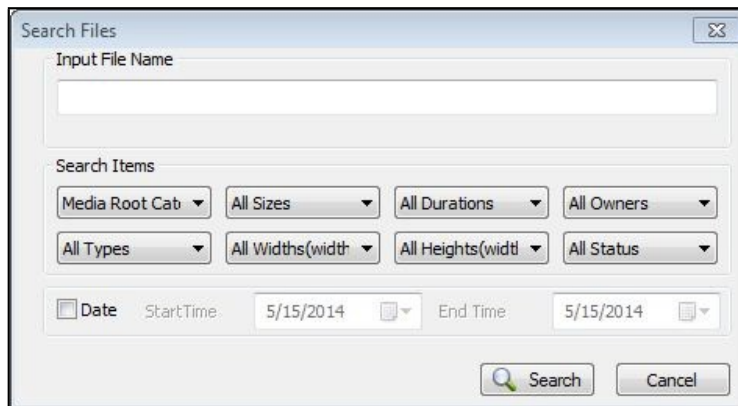 Search Files
Input File Name
Search Items
Media Root Cat All Sizes All Durations All Owners
All Types All Widths(width All Heights(widt All Status
Date StartTime 5/15/2014 End Time 5/15/2014
Search Cancel